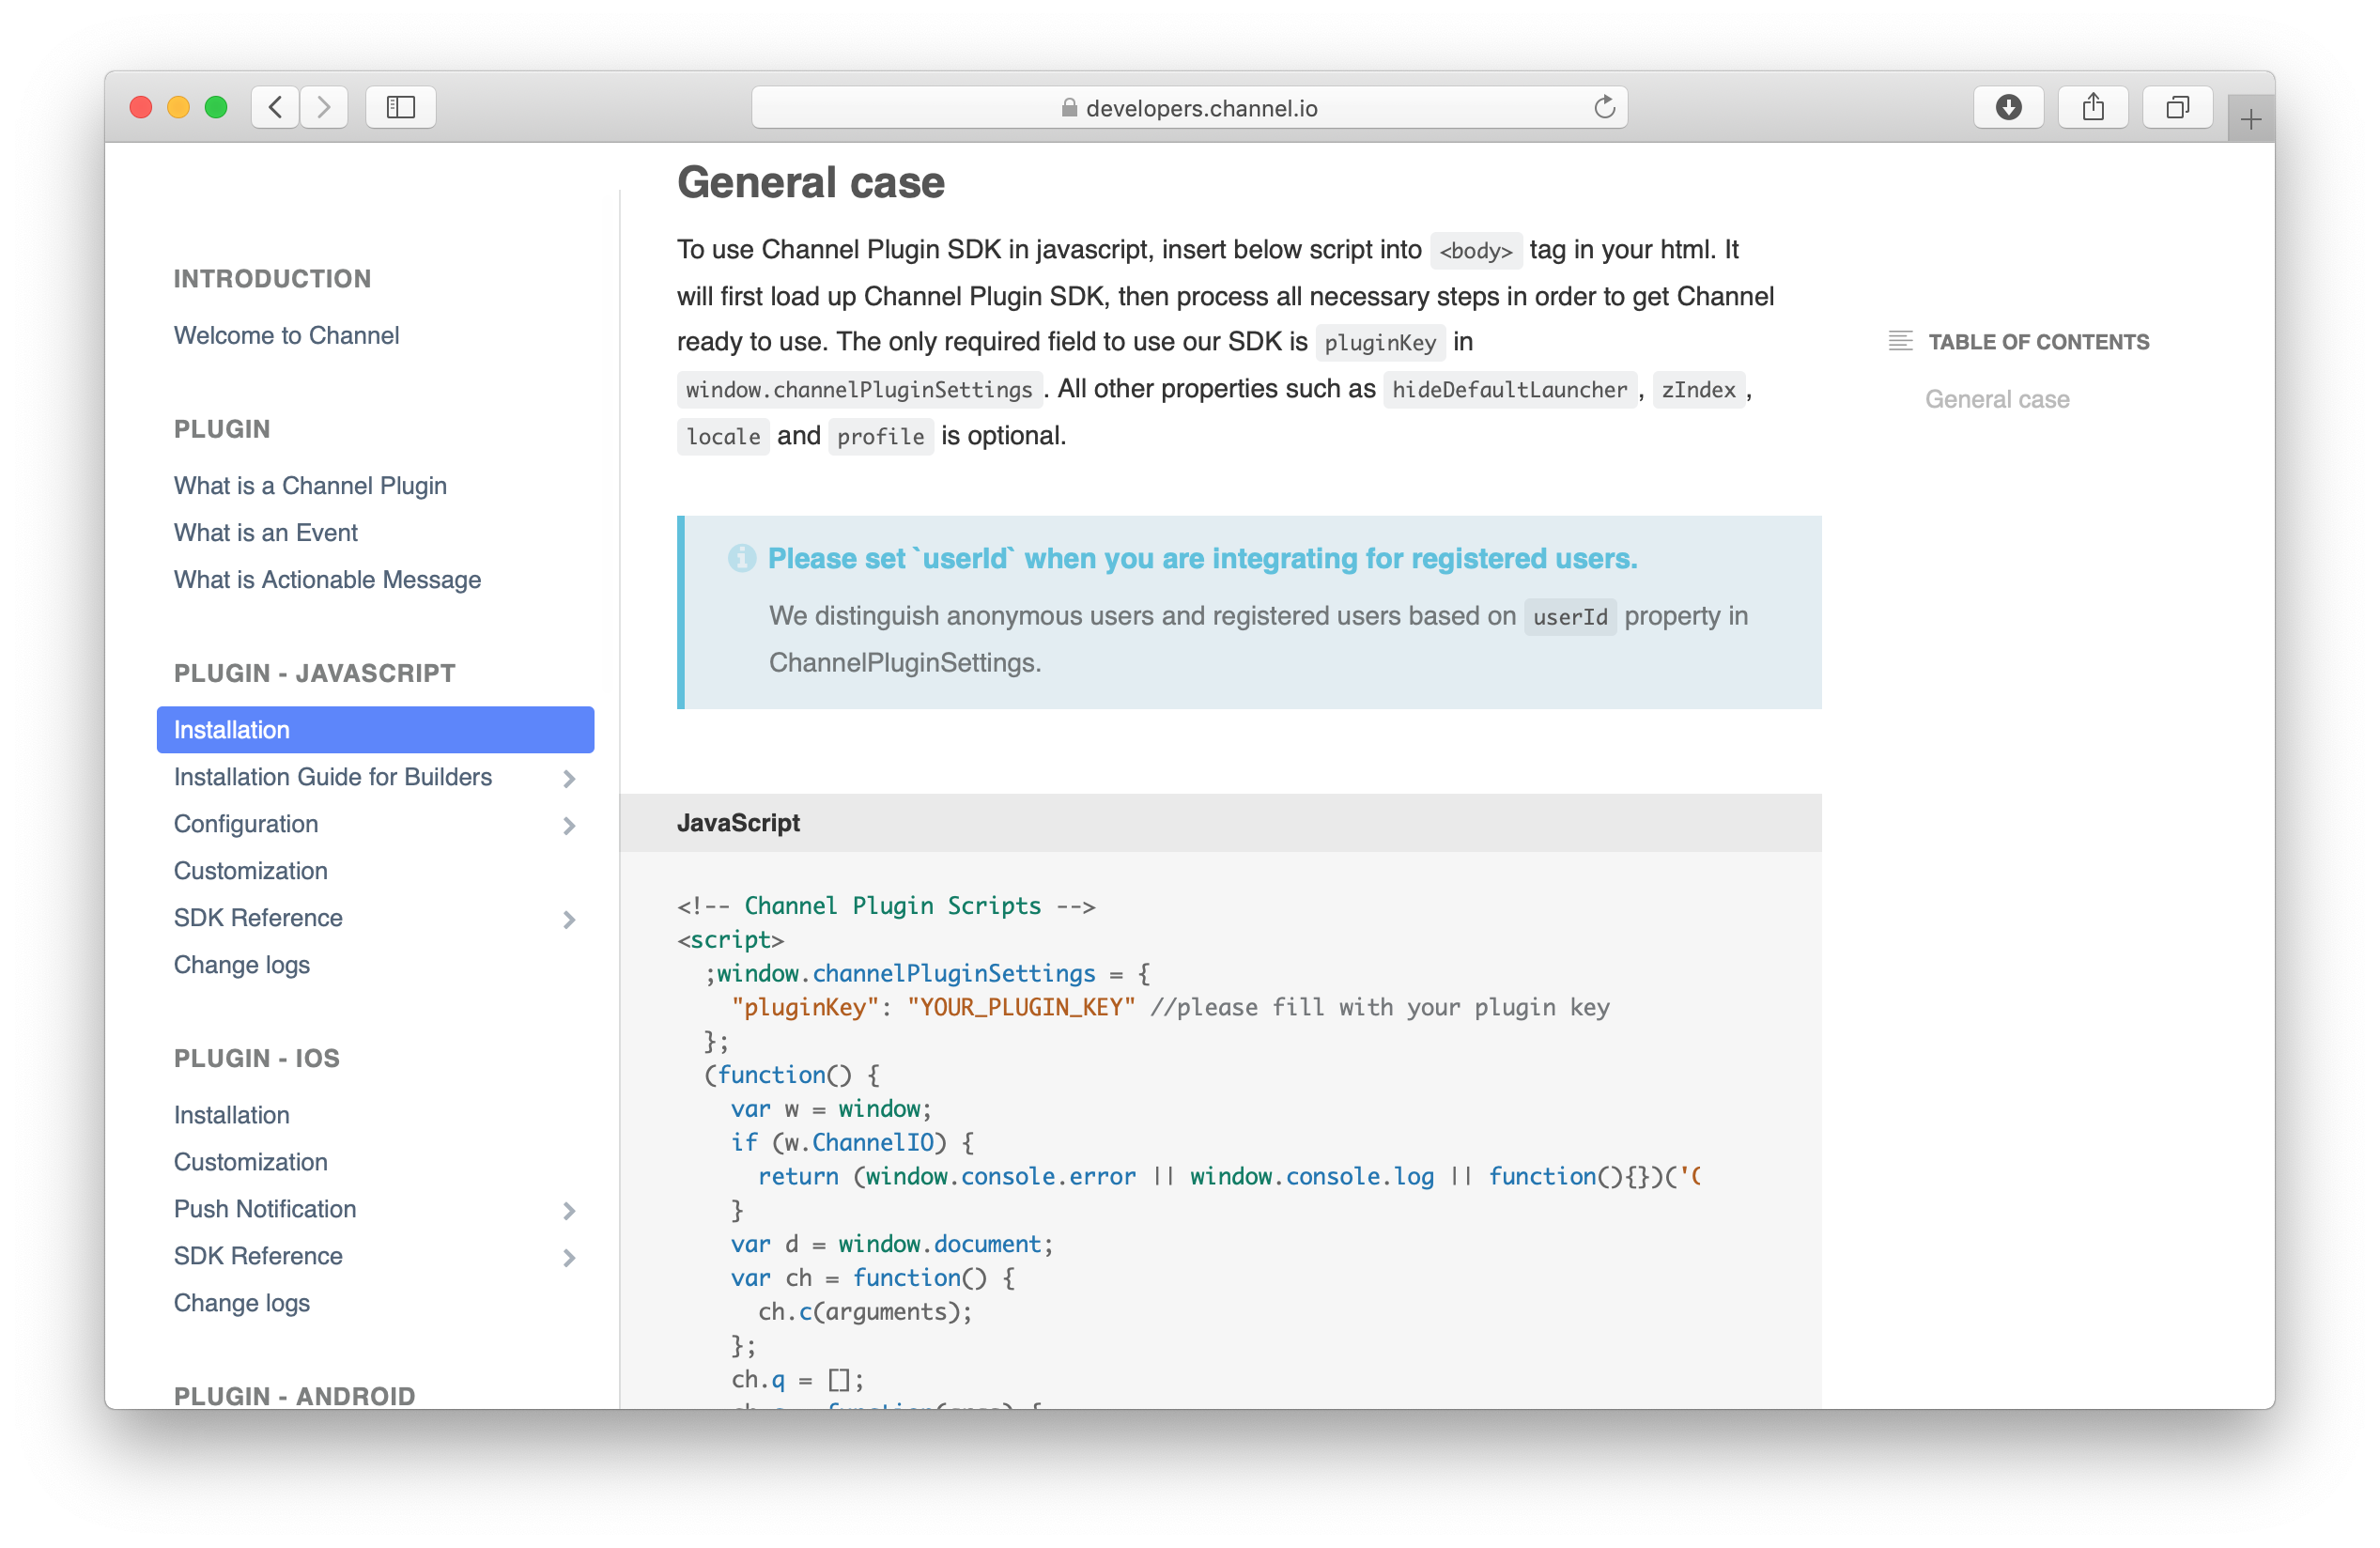 developers.channel.io
INTRODUCTION
Welcome to Channel
PLUGIN
What is a Channel Plugin
What is an Event
What is Actionable Message
PLUGIN - JAVASCRIPT
Installation
Installation Guide for Builders
Configuration
Customization
SDK Reference
Change logs
PLUGIN - IOS
Installation
Customization
Push Notification
SDK Reference
Change logs
PLUGIN - ANDROID
General case
To use Channel Plugin SDK in javascript, insert below script into <body> tag in your html. It
will first load up Channel Plugin SDK, then process all necessary steps in order to get Channel
ready to use. The only required field to use our SDK is pluginKey in
window.channelPluginSettings. All other properties such as hideDefaultLauncher, zIndex,
locale and profile is optional.
Please set `userId` when you are integrating for registered users.
We distinguish anonymous users and registered users based on userId property in
ChannelPluginSettings.
JavaScript
<!-- Channel Plugin Scripts -->
<script>
;window.channelPluginSettings = {
"pluginKey": "YOUR_PLUGIN_KEY" //please fill with your plugin key
};
(function() {
var w = window;
if (w.ChannelIO) {
return (window.console.error || window.console.log || function(){})('
}
var d = window.document;
var ch = function() {
ch.c(arguments);
};
ch.q = [];
TABLE OF CONTENTS
General case